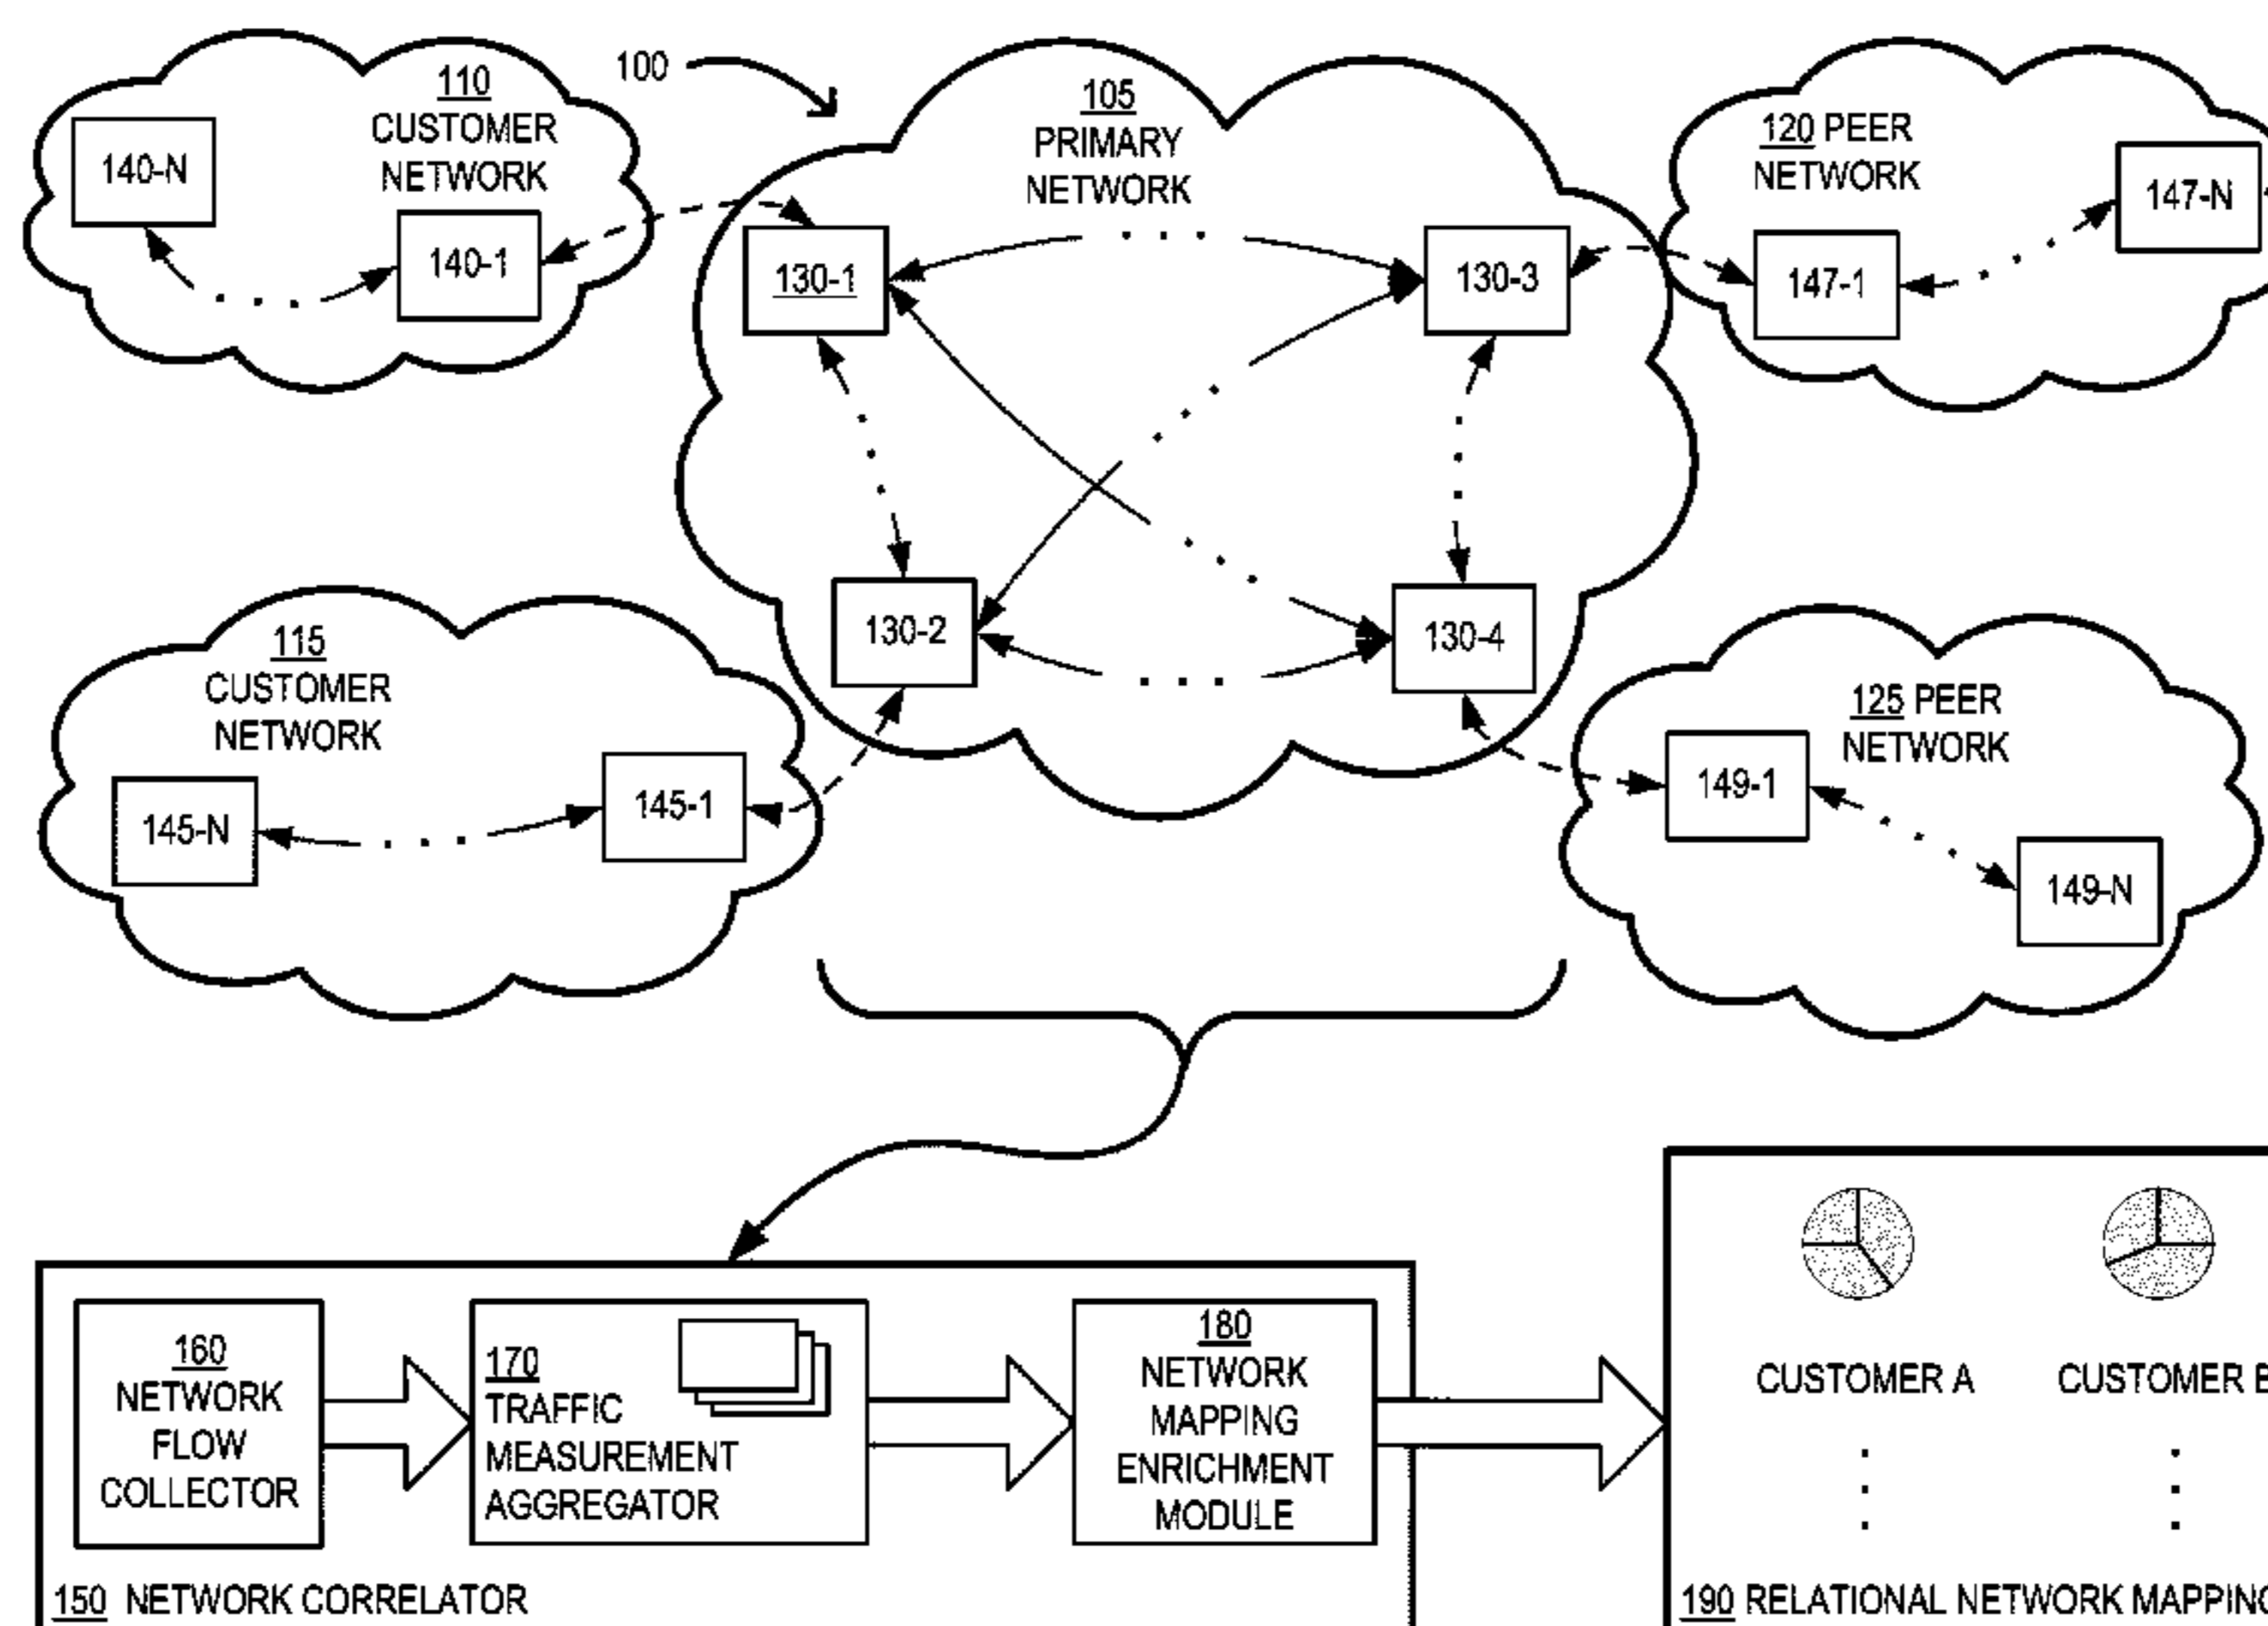 100
110
CUSTOMER
NETWORK
140-N
140-1
105
PRIMARY
NETWORK
130-1
130-3
130-2
130-4
120 PEER
NETWORK
147-N
147-1
115
CUSTOMER
NETWORK
145-N
145-1
125 PEER
NETWORK
149-1
149-N
160
NETWORK
FLOW
COLLECTOR
170
TRAFFIC
MEASUREMENT
AGGREGATOR
180
NETWORK
MAPPING
ENRICHMENT
MODULE
150 NETWORK CORRELATOR
CUSTOMER A
CUSTOMER B
190 RELATIONAL NETWORK MAPPING